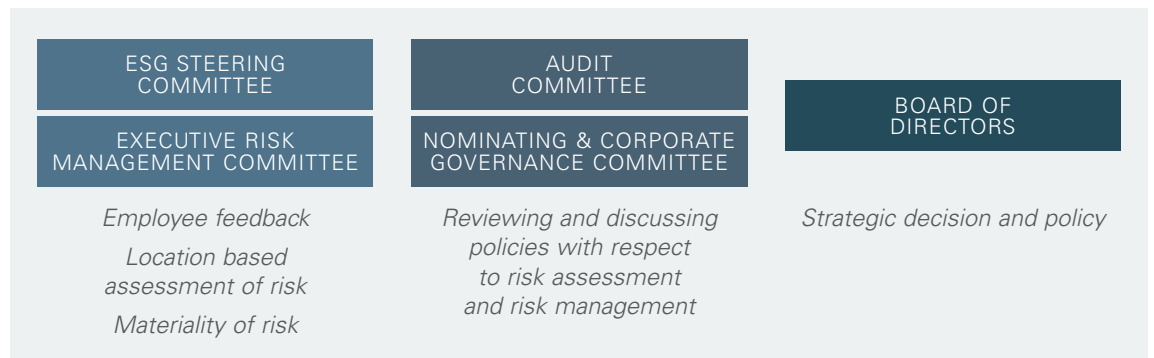 ESG STEERING
COMMITTEE
EXECUTIVE RISK
MANAGEMENT COMMITTEE
Employee feedback
Location based
assessment of risk
Materiality of risk
AUDIT
COMMITTEE
NOMINATING & CORPORATE
GOVERNANCE COMMITTEE
Reviewing and discussing
policies with respect
to risk assessment
and risk management
BOARD OF
DIRECTORS
Strategic decision and policy